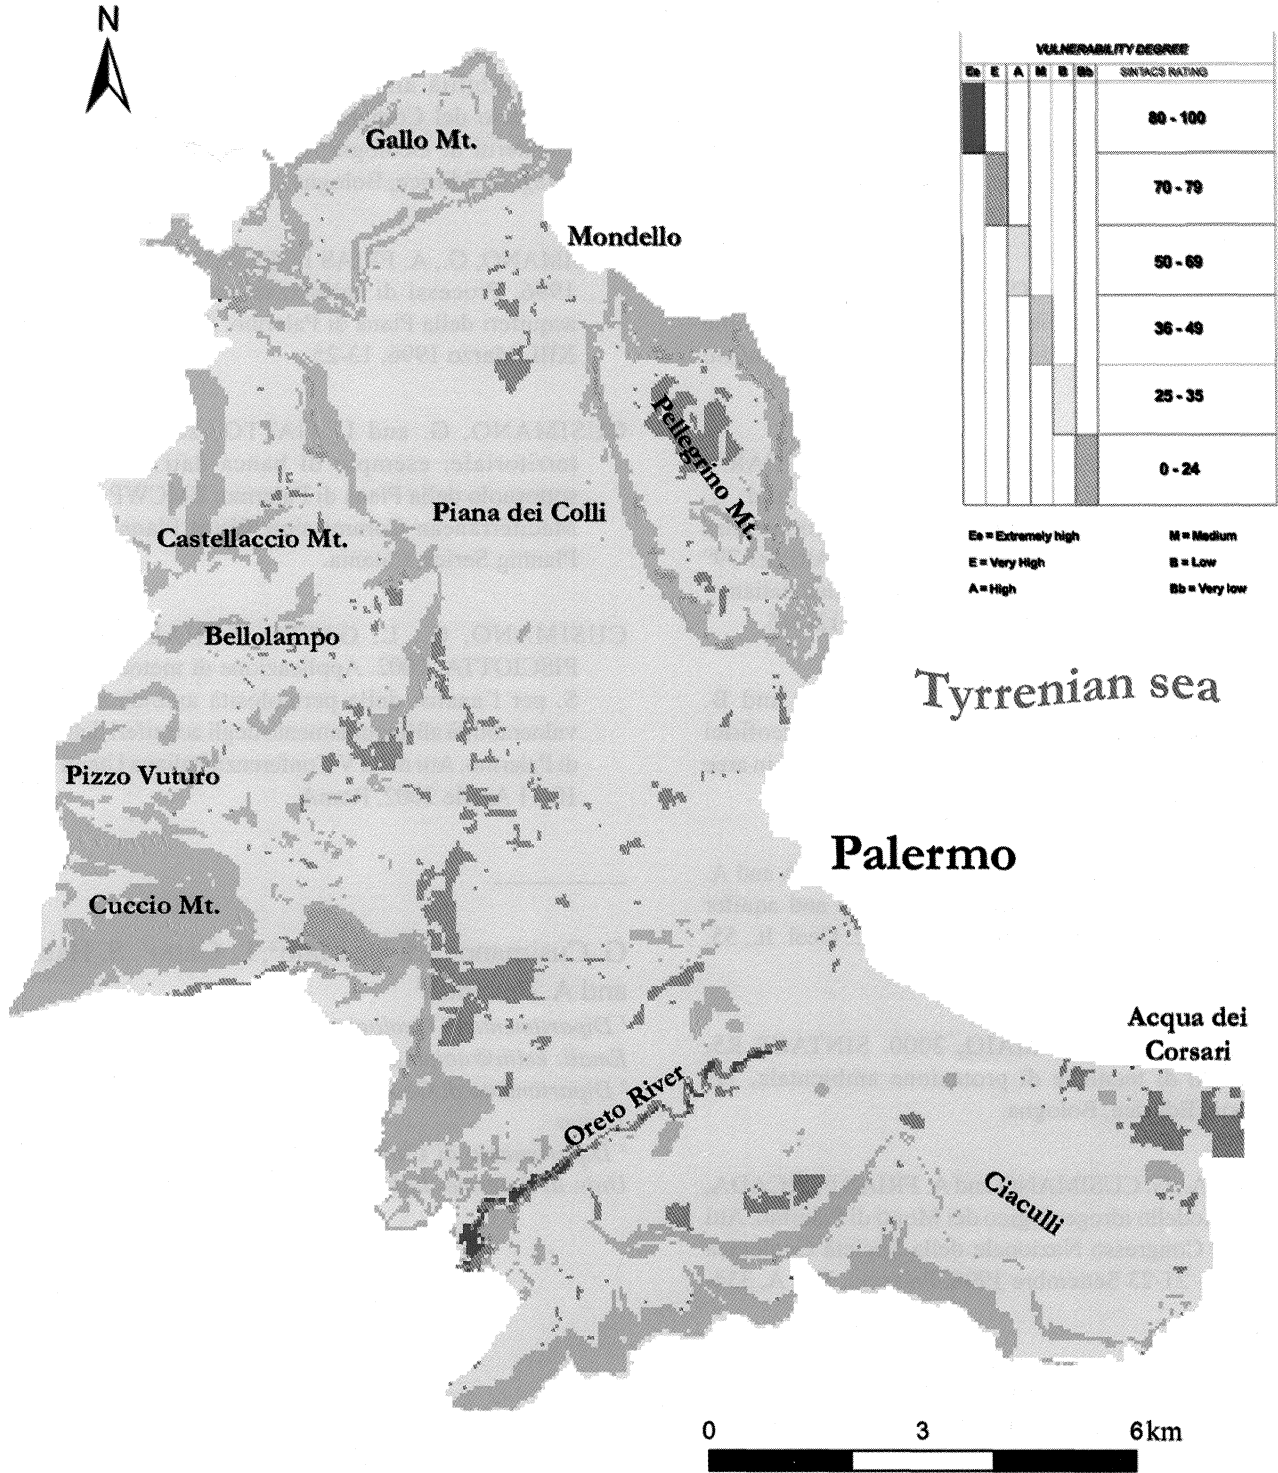 N
VULNERABILITY DEGREE
Ee E A M B Bb SINTACS RATING
80 - 100
70 - 79
50 - 69
36 - 49
25 - 35
0 - 24
Ee = Extremely high
M = Medium
E = Very High
B = Low
A = High
Bb = Very low
Gallo Mt.
Mondello
Pellegrino Mt.
Piana dei Colli
Castellaccio Mt.
Bellolampo
Tyrrenian sea
Pizzo Vuturo
Palermo
Cuccio Mt.
Acqua dei
Corsari
Oreto River
Ciaculli
0 3 6 km